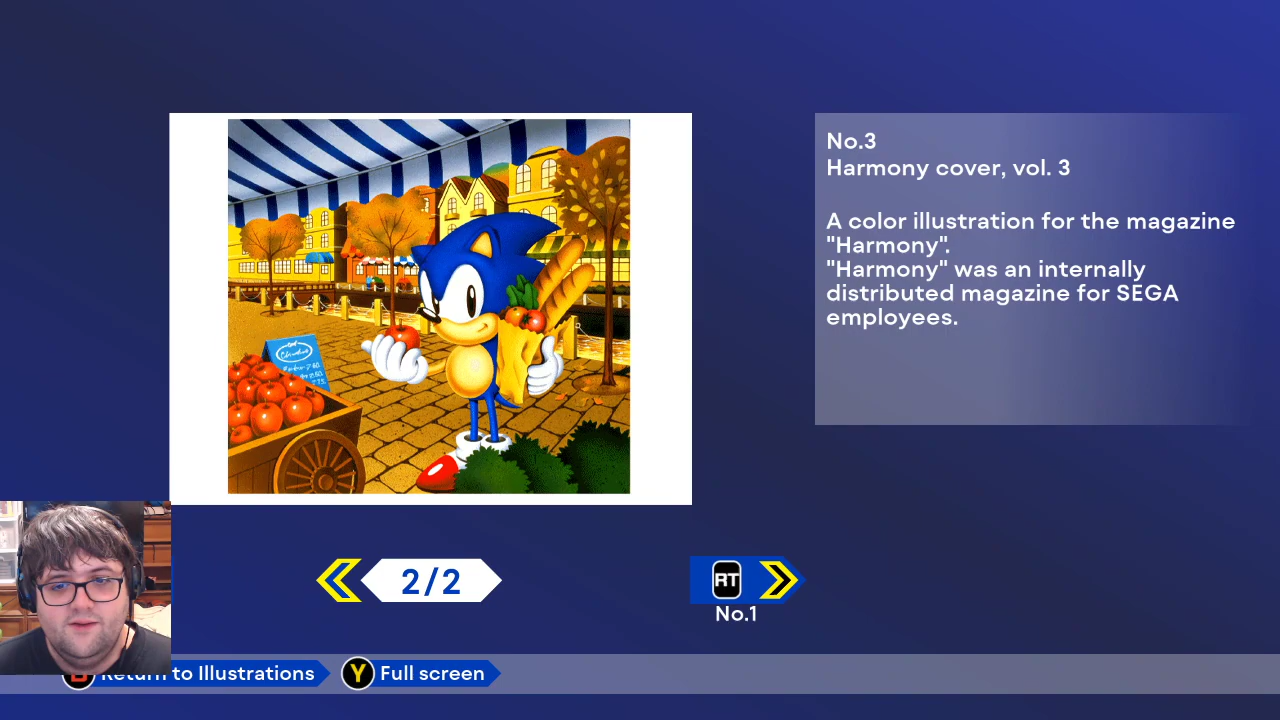 No.3
Harmony cover, vol. 3
A color illustration for the magazine
"Harmony".
"Harmony" was an internally
distributed magazine for SEGA
employees.
2/2
RT
No.1
Return to Illustrations
Y
Full screen